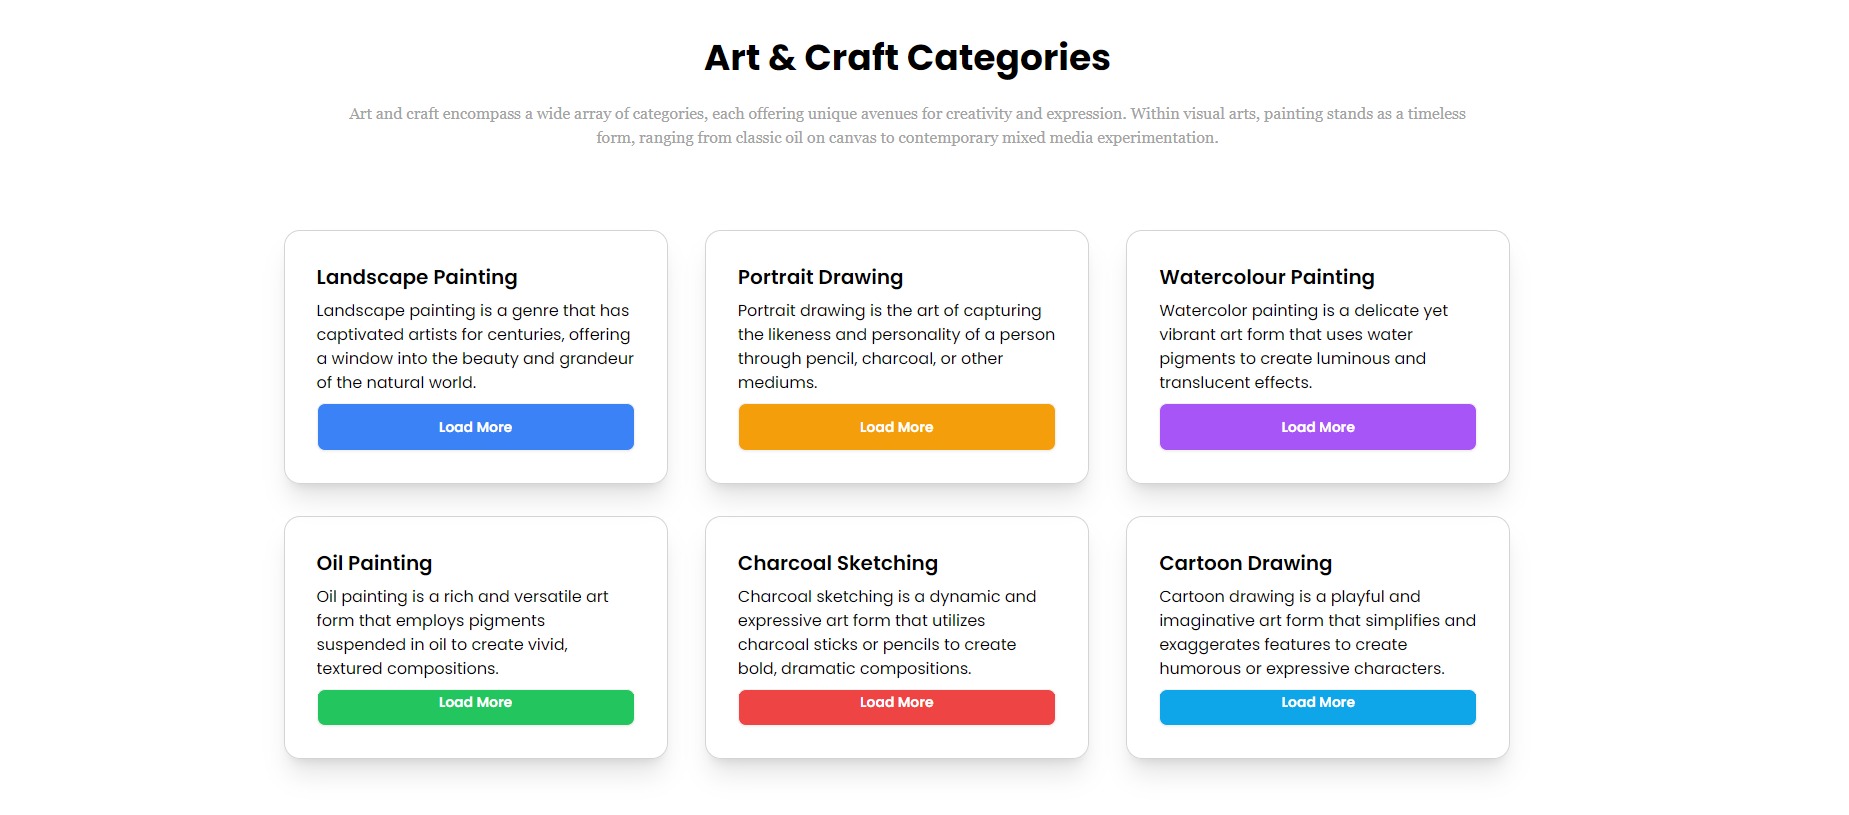 Art & Craft Categories
Art and craft encompass a wide array of categories, each offering unique avenues for creativity and expression. Within visual arts, painting stands as a timeless
form, ranging from classic oil on canvas to contemporary mixed media experimentation.
Landscape Painting
Landscape painting is a genre that has
captivated artists for centuries, offering
a window into the beauty and grandeur
of the natural world.
Load More
Portrait Drawing
Portrait drawing is the art of capturing
the likeness and personality of a person
through pencil, charcoal, or other
mediums.
Load More
Watercolour Painting
Watercolor painting is a delicate yet
vibrant art form that uses water
pigments to create luminous and
translucent effects.
Load More
Oil Painting
Oil painting is a rich and versatile art
form that employs pigments
suspended in oil to create vivid,
textured compositions.
Load More
Charcoal Sketching
Charcoal sketching is a dynamic and
expressive art form that utilizes
charcoal sticks or pencils to create
bold, dramatic compositions.
Load More
Cartoon Drawing
Cartoon drawing is a playful and
imaginative art form that simplifies and
exaggerates features to create
humorous or expressive characters.
Load More